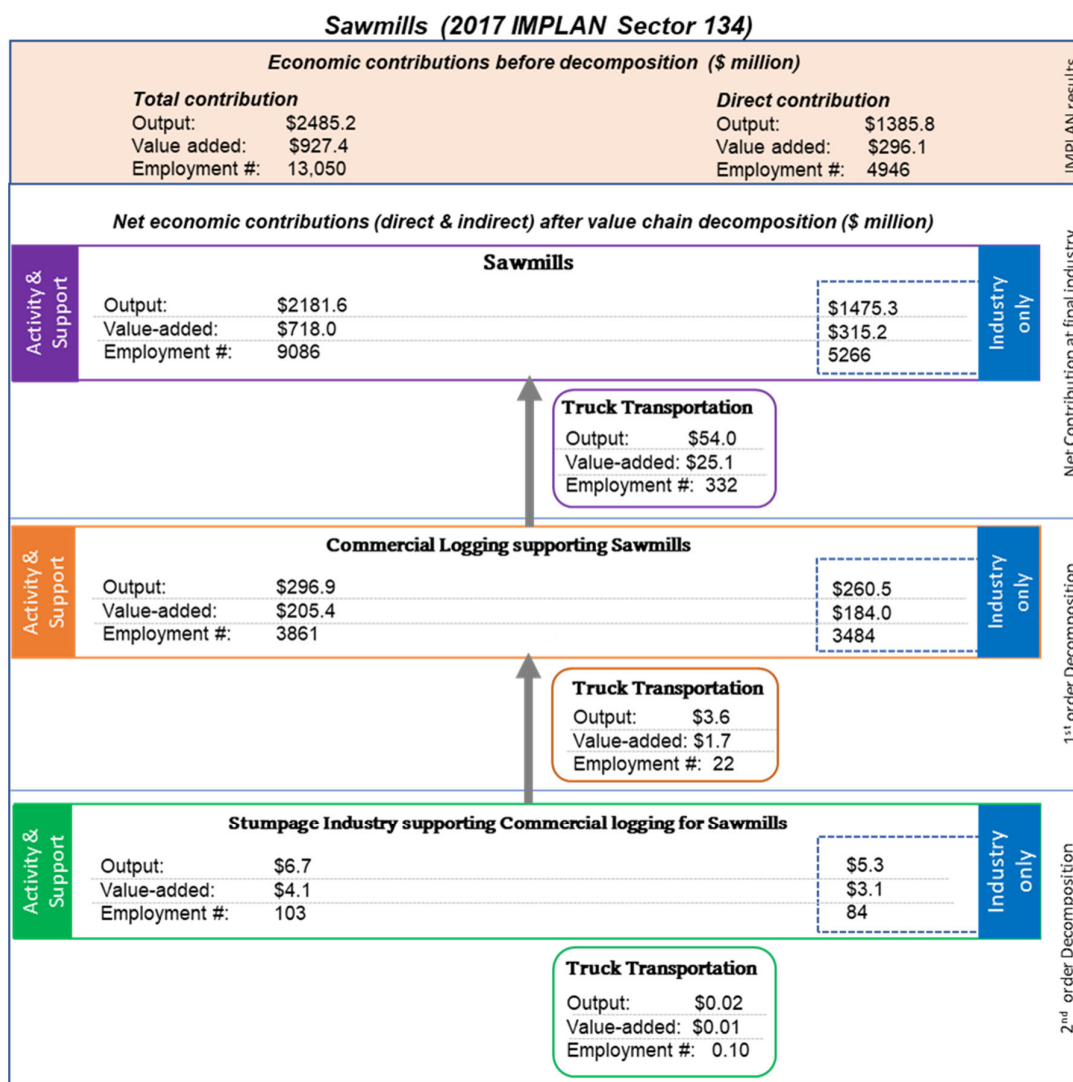 Sawmills (2017 IMPLAN Sector 134)
Economic contributions before decomposition ($ million)
Total contribution
Output: $2485.2
Value added: $927.4
Employment #: 13,050
Direct contribution
Output: $1385.8
Value added: $296.1
Employment #: 4946
IMPLAN results
Net economic contributions (direct & indirect) after value chain decomposition ($ million)
Activity &
Support
Sawmills
Output: $2181.6 $1475.3
Value-added: $718.0 $315.2
Employment #: 9086 5266
Industry
only
Truck Transportation
Output: $54.0
Value-added: $25.1
Employment #: 332
Net Contribution at final industry
Activity &
Support
Commercial Logging supporting Sawmills
Output: $296.9 $260.5
Value-added: $205.4 $184.0
Employment #: 3861 3484
Industry
only
Truck Transportation
Output: $3.6
Value-added: $1.7
Employment #: 22
1st order Decomposition
Activity &
Support
Stumpage Industry supporting Commercial logging for Sawmills
Output: $6.7 $5.3
Value-added: $4.1 $3.1
Employment #: 103 84
Industry
only
Truck Transportation
Output: $0.02
Value-added: $0.01
Employment #: 0.10
2nd order Decomposition